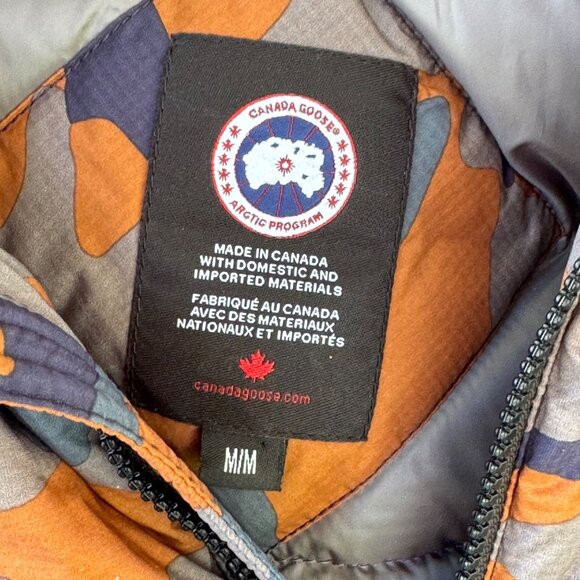 CANADA GOOSE®
ARCTIC PROGRAM
MADE IN CANADA
WITH DOMESTIC AND
IMPORTED MATERIALS
FABRIQUÉ AU CANADA
AVEC DES MATERIAUX
NATIONAUX ET IMPORTÉS
canadagoose.com
M/M